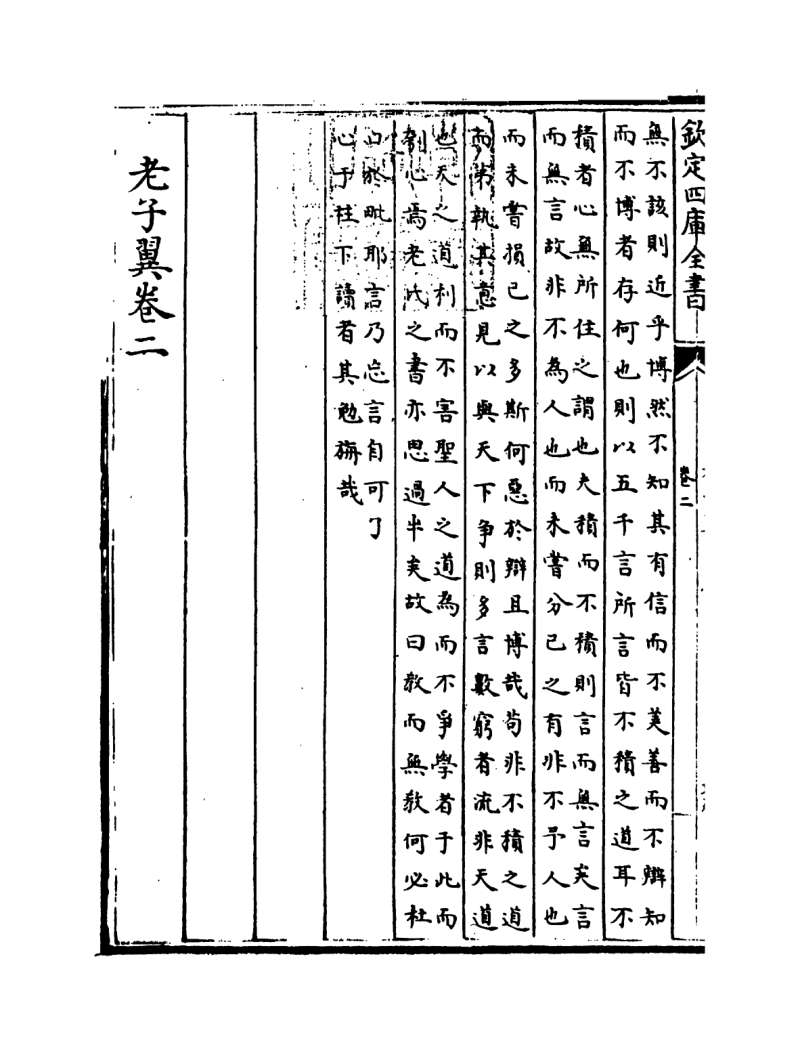 欽定四庫全書
卷二
無不該則近乎博然不知其有信而不美善而不辯知
而不博者存何也則以五千言所言皆不積之道耳不
積者心無所住之謂也夫積而不積則言而無言矣言
而無言故非不為人也而未嘗分己之有非不予人也
而未嘗損己之多斯何惡於辯且博哉苟非不積之道
而第執其意見以與天下爭則多言數窮者流非天道
也天之道利而不害聖人之道為而不爭學者于此而
刳心焉老氏之書亦思過半矣故曰教而無教何必杜
口於毗耶言乃忘言自可了
心于柱下讀者其勉旃哉
老子翼卷二